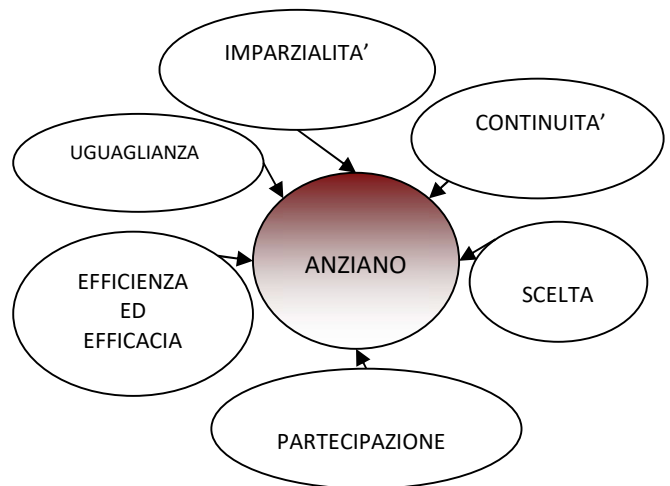 IMPARZIALITA’
CONTINUITA’
UGUAGLIANZA
ANZIANO
EFFICIENZA
ED
EFFICACIA
SCELTA
PARTECIPAZIONE